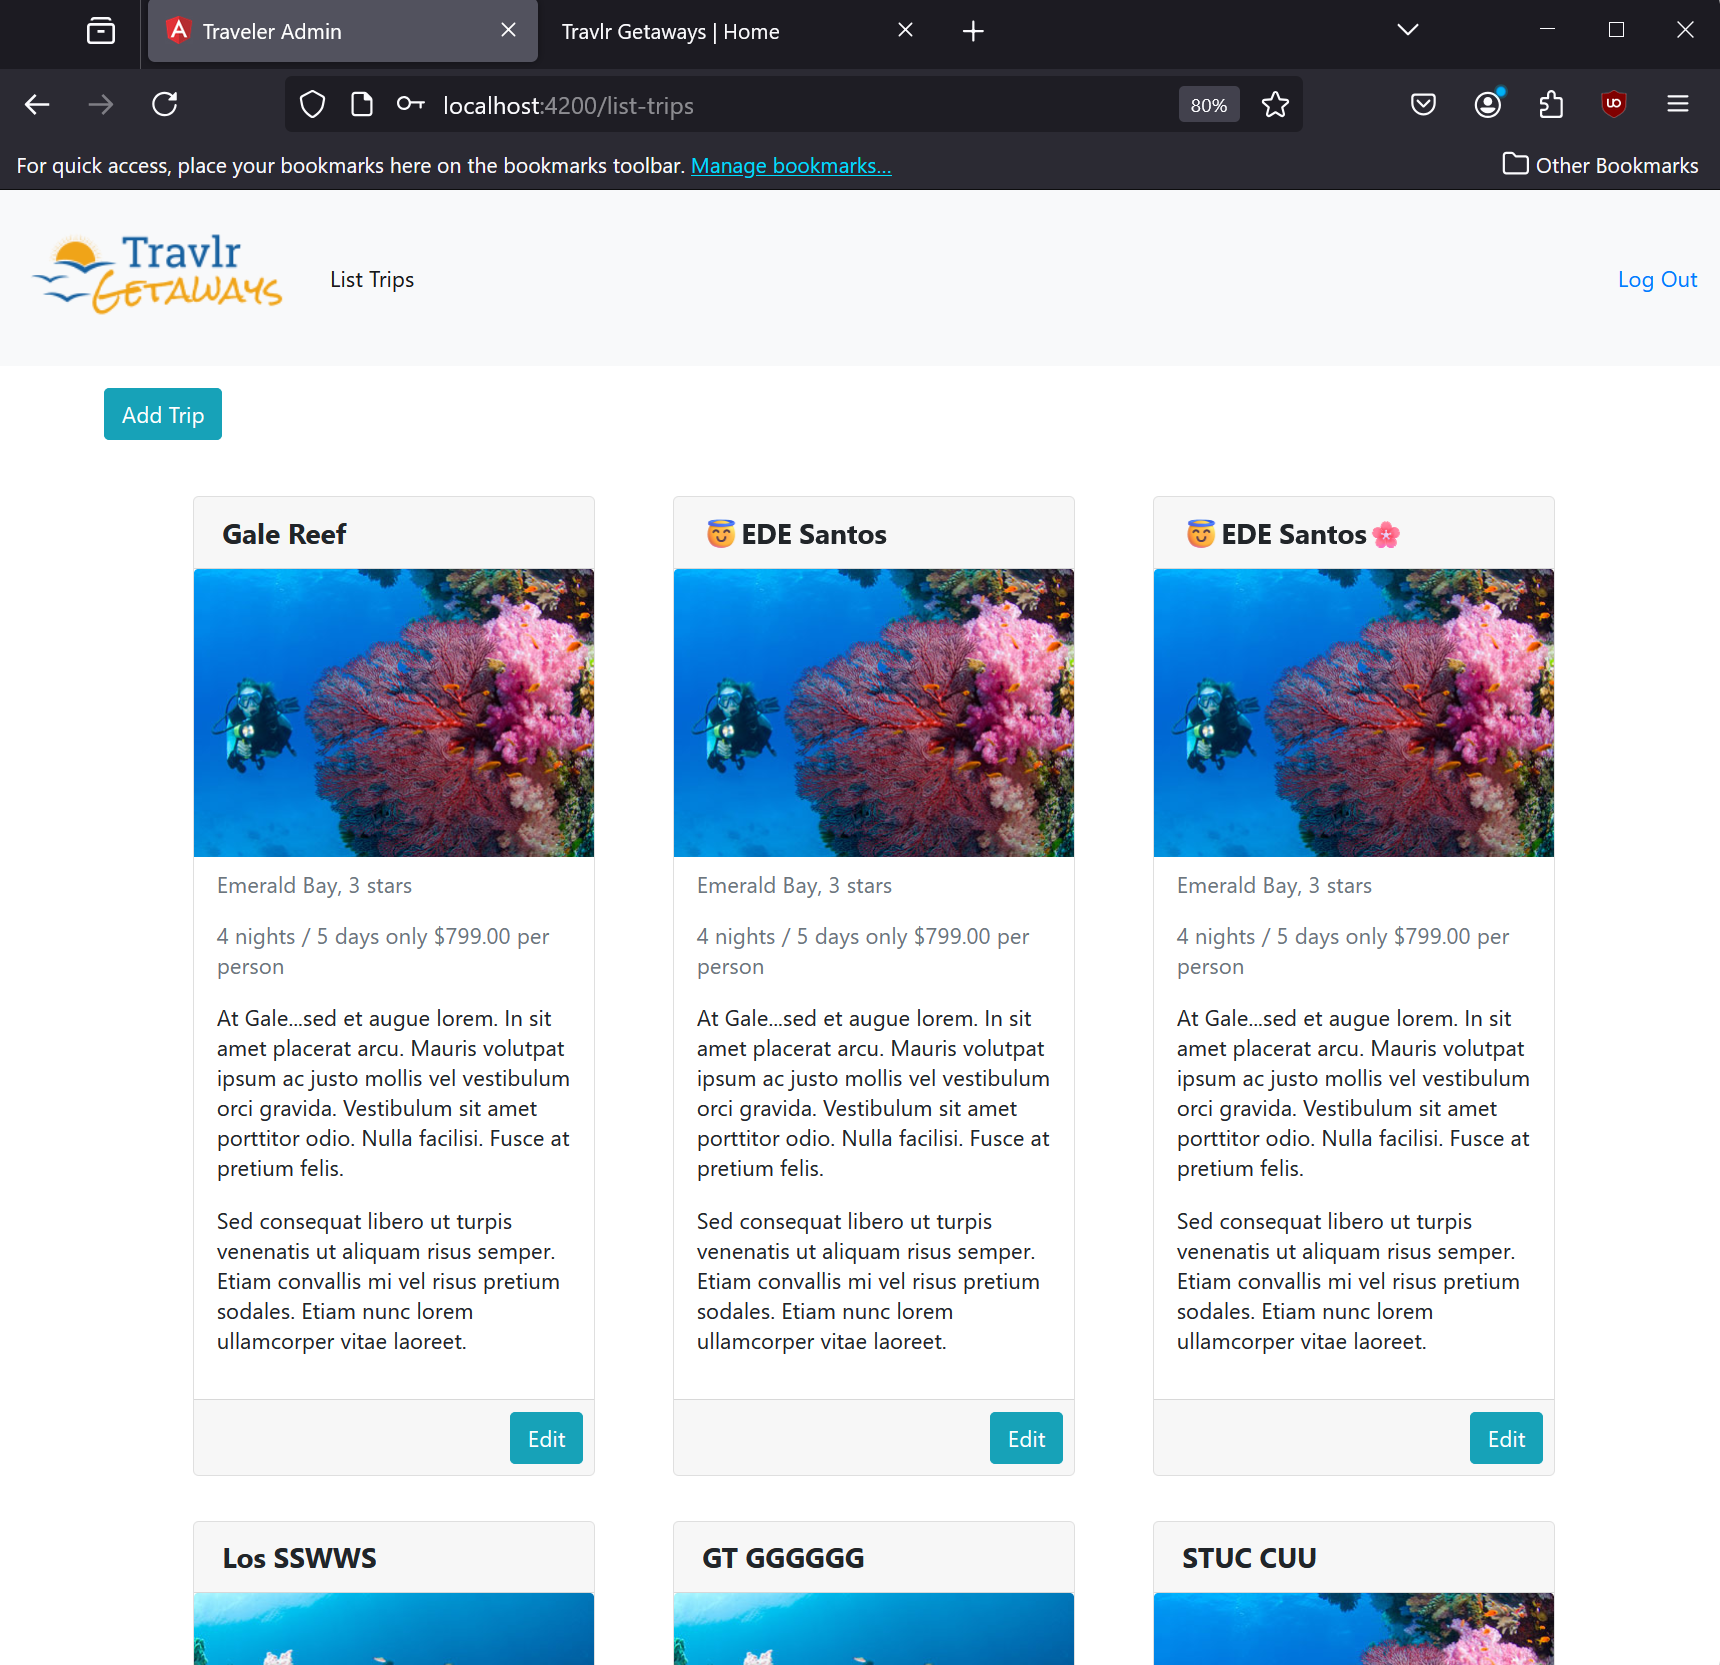 Traveler Admin
Travlr Getaways | Home
localhost:4200/list-trips
80%
For quick access, place your bookmarks here on the bookmarks toolbar. Manage bookmarks...
Other Bookmarks
Travlr
GETAWAYS
List Trips
Log Out
Add Trip
Gale Reef
Emerald Bay, 3 stars
4 nights / 5 days only $799.00 per
person
At Gale...sed et augue lorem. In sit
amet placerat arcu. Mauris volutpat
ipsum ac justo mollis vel vestibulum
orci gravida. Vestibulum sit amet
porttitor odio. Nulla facilisi. Fusce at
pretium felis.
Sed consequat libero ut turpis
venenatis ut aliquam risus semper.
Etiam convallis mi vel risus pretium
sodales. Etiam nunc lorem
ullamcorper vitae laoreet.
Edit
😇EDE Santos
Emerald Bay, 3 stars
4 nights / 5 days only $799.00 per
person
At Gale...sed et augue lorem. In sit
amet placerat arcu. Mauris volutpat
ipsum ac justo mollis vel vestibulum
orci gravida. Vestibulum sit amet
porttitor odio. Nulla facilisi. Fusce at
pretium felis.
Sed consequat libero ut turpis
venenatis ut aliquam risus semper.
Etiam convallis mi vel risus pretium
sodales. Etiam nunc lorem
ullamcorper vitae laoreet.
Edit
😇EDE Santos🌸
Emerald Bay, 3 stars
4 nights / 5 days only $799.00 per
person
At Gale...sed et augue lorem. In sit
amet placerat arcu. Mauris volutpat
ipsum ac justo mollis vel vestibulum
orci gravida. Vestibulum sit amet
porttitor odio. Nulla facilisi. Fusce at
pretium felis.
Sed consequat libero ut turpis
venenatis ut aliquam risus semper.
Etiam convallis mi vel risus pretium
sodales. Etiam nunc lorem
ullamcorper vitae laoreet.
Edit
Los SSWWS
GT GGGGGG
STUC CUU